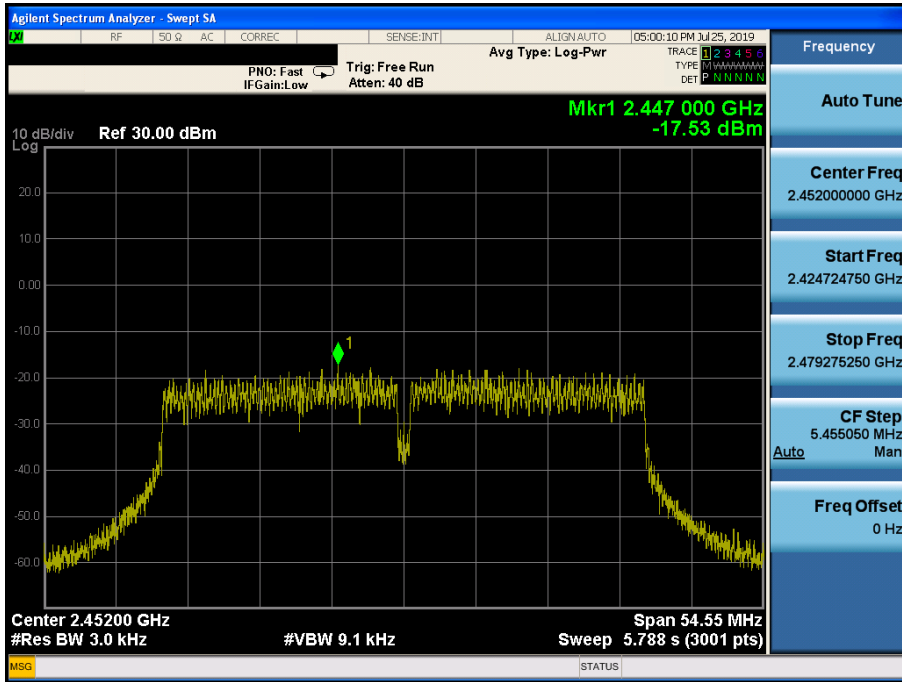 Agilent Spectrum Analyzer - Swept SA
LXI RF 50 Ω AC CORREC SENSE:INT ALIGN AUTO 05:00:10 PM Jul 25, 2019
PNO: Fast
IFGain:Low
Trig: Free Run
Atten: 40 dB
Avg Type: Log-Pwr
TRACE 1 2 3 4 5 6
TYPE M
DET P N N N N N
Mkr1 2.447 000 GHz
-17.53 dBm
10 dB/div
Log
Ref 30.00 dBm
20.0
10.0
0.00
-10.0
-20.0
-30.0
-40.0
-50.0
-60.0
1
Center 2.45200 GHz
#Res BW 3.0 kHz
#VBW 9.1 kHz
Span 54.55 MHz
Sweep 5.788 s (3001 pts)
MSG
STATUS
Frequency
Auto Tune
Center Freq
2.452000000 GHz
Start Freq
2.424724750 GHz
Stop Freq
2.479275250 GHz
CF Step
5.455050 MHz
Auto Man
Freq Offset
0 Hz